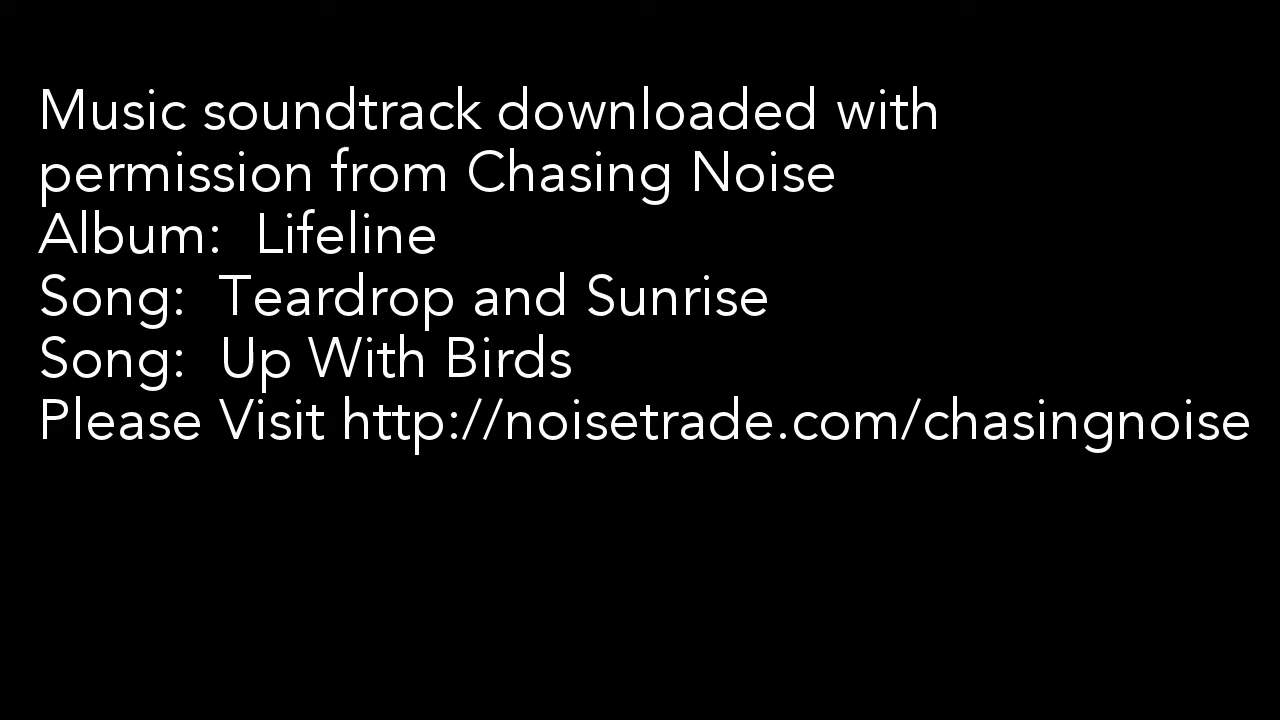 Music soundtrack downloaded with
permission from Chasing Noise
Album:  Lifeline
Song:  Teardrop and Sunrise
Song:  Up With Birds
Please Visit http://noisetrade.com/chasingnoise